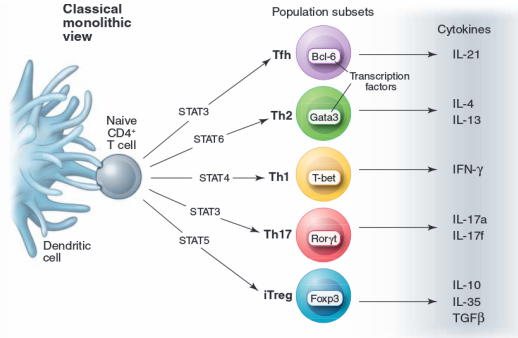 Classical
monolithic
view
Population subsets
Cytokines
Tfh
Bcl-6
IL-21
Transcription
factors
STAT3
Th2
Gata3
IL-4
IL-13
Naive
CD4⁺
T cell
STAT6
STAT4
Th1
T-bet
IFN-γ
STAT3
Th17
Rorγt
IL-17a
IL-17f
Dendritic
cell
STAT5
iTreg
Foxp3
IL-10
IL-35
TGFβ